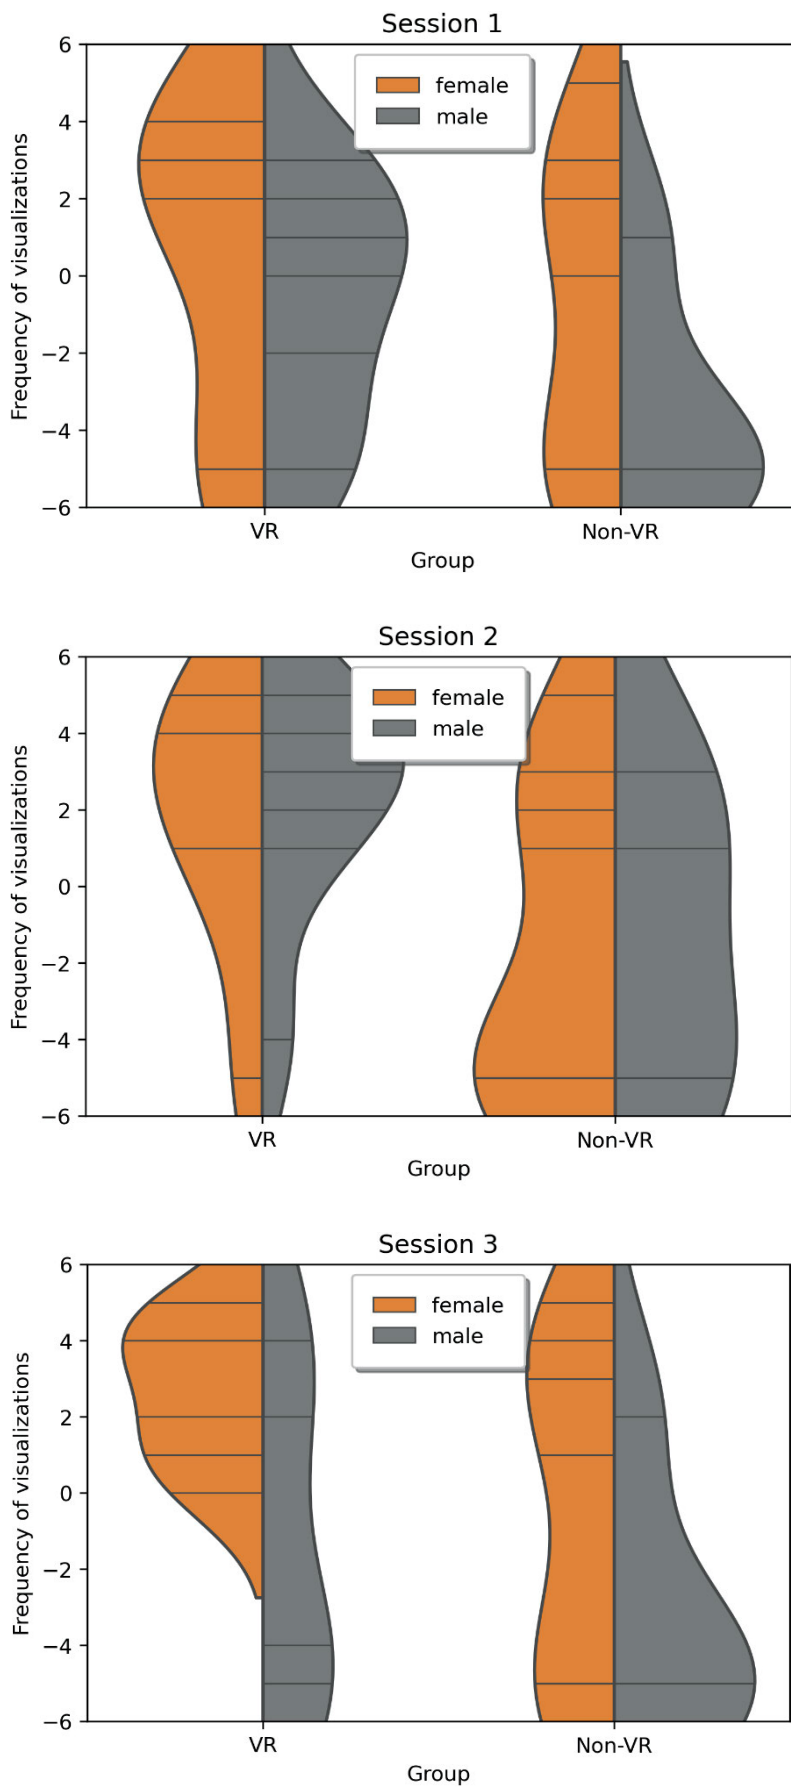 Session 1
Frequency of visualizations
6
4
2
0
−2
−4
−6
female
male
VR
Non-VR
Group
Session 2
Frequency of visualizations
6
4
2
0
−2
−4
−6
female
male
VR
Non-VR
Group
Session 3
Frequency of visualizations
6
4
2
0
−2
−4
−6
female
male
VR
Non-VR
Group